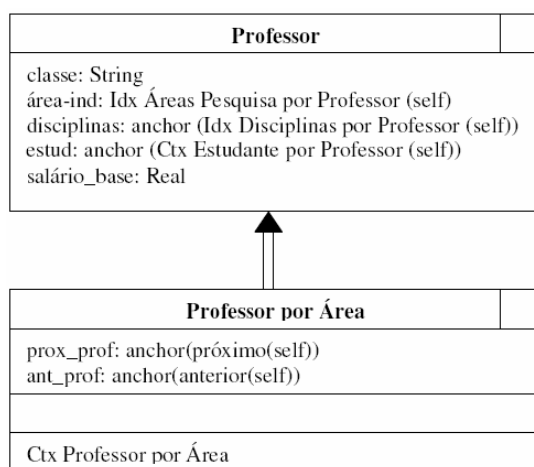 Professor
classe: String
área-ind: Idx Áreas Pesquisa por Professor (self)
disciplinas: anchor (Idx Disciplinas por Professor (self))
estud: anchor (Ctx Estudante por Professor (self))
salário_base: Real
Professor por Área
prox_prof: anchor(próximo(self))
ant_prof: anchor(anterior(self))
Ctx Professor por Área